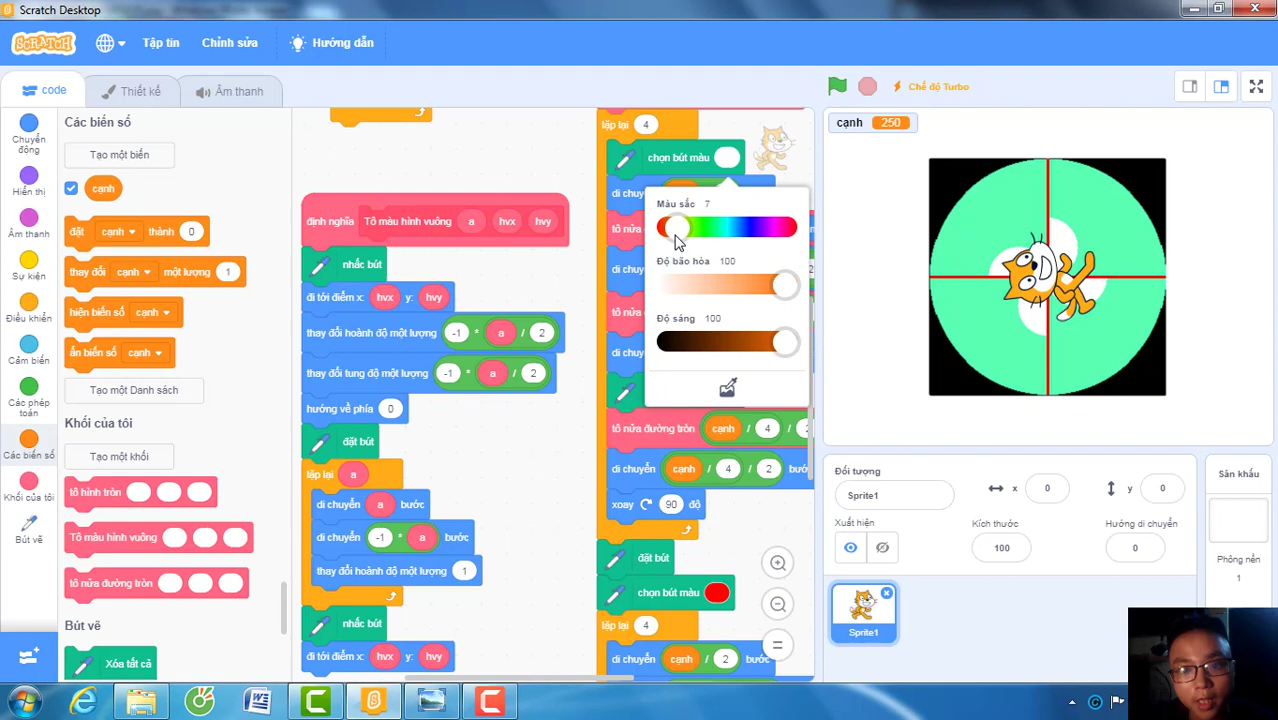 Scratch Desktop
SCRATCH
Tập tin
Chỉnh sửa
Hướng dẫn
code
Thiết kế
Âm thanh
Chế độ Turbo
Chuyển động
Hiển thị
Âm thanh
Sự kiện
Điều khiển
Cảm biến
Các phép toán
Các biến số
Khối của tôi
Bút vẽ
Các biến số
Tạo một biến
cạnh
đặt cạnh thành 0
thay đổi cạnh một lượng 1
hiện biến số cạnh
ẩn biến số cạnh
Tạo một Danh sách
Khối của tôi
Tạo một khối
tô hình tròn
Tô màu hình vuông
tô nửa đường tròn
Bút vẽ
Xóa tất cả
định nghĩa Tô màu hình vuông a hvx hvy
nhấc bút
đi tới điểm x: hvx y: hvy
thay đổi hoành độ một lượng -1 * a / 2
thay đổi tung độ một lượng -1 * a / 2
hướng về phía 0
đặt bút
lặp lại a
di chuyển a bước
di chuyển -1 * a bước
thay đổi hoành độ một lượng 1
nhấc bút
đi tới điểm x: hvx y: hvy
lặp lại 4
chọn bút màu
Màu sắc 7
Độ bão hòa 100
Độ sáng 100
tô nửa đường tròn cạnh / 4 /
di chuyển cạnh / 4 / 2
xoay 90 độ
đặt bút
chọn bút màu
lặp lại 4
di chuyển cạnh / 2 bước
cạnh 250
Đối tượng
Sprite1
x 0
y 0
Xuất hiện
Kích thước
Hướng di chuyển
100
0
Sprite1
Sân khấu
Phông nền
1